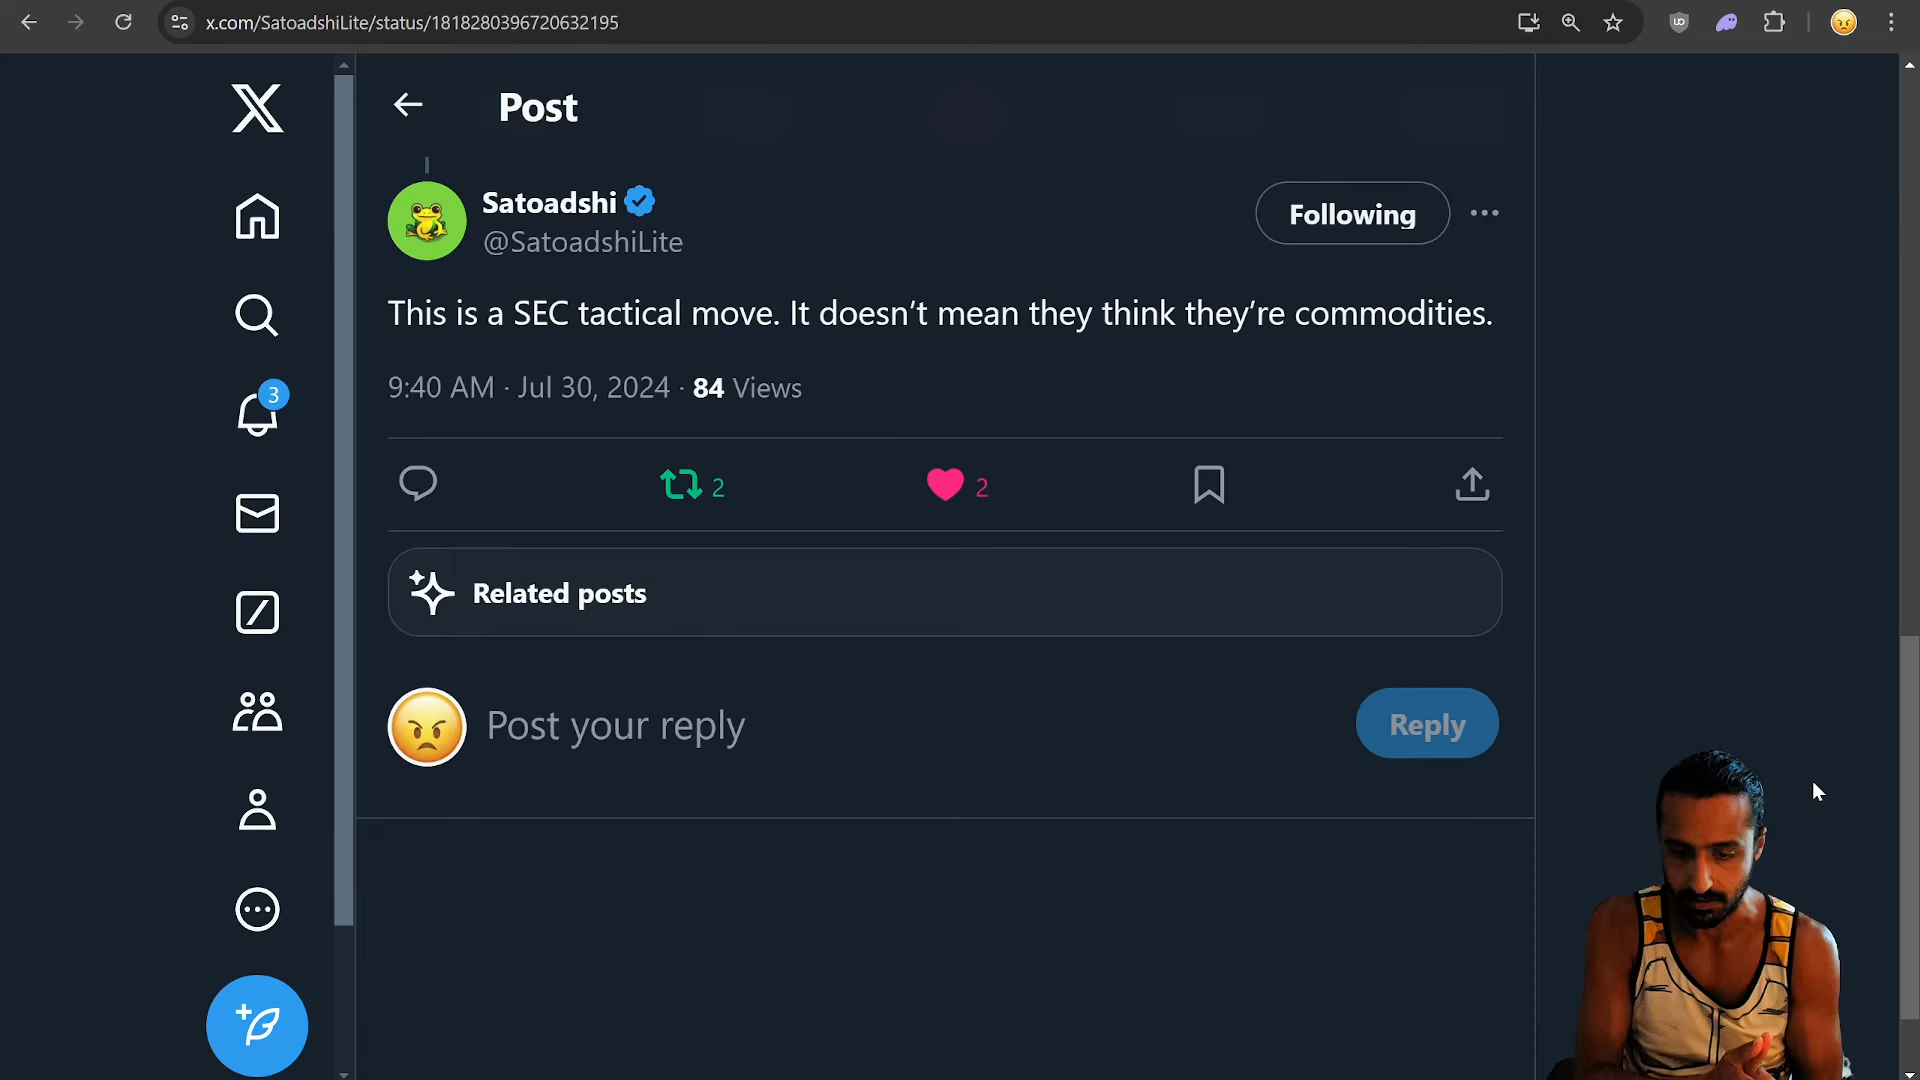 x.com/SatoadshiLite/status/1818280396720632195
Post
Satoadshi
Following
@SatoadshiLite
This is a SEC tactical move. It doesn’t mean they think they’re commodities.
9:40 AM · Jul 30, 2024 · 84 Views
3
2
2
Related posts
Post your reply
Reply